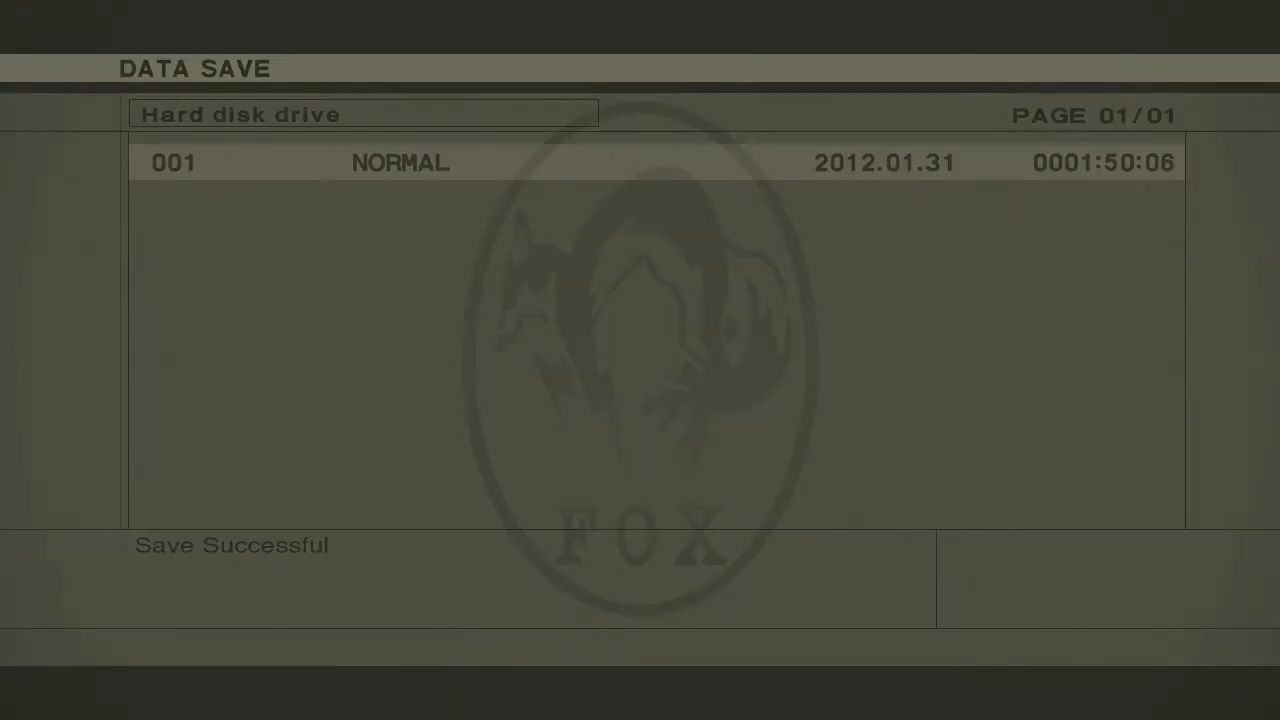 DATA SAVE
Hard disk drive PAGE 01/01
001 NORMAL 2012.01.31 0001:50:06
Save Successful
FOX